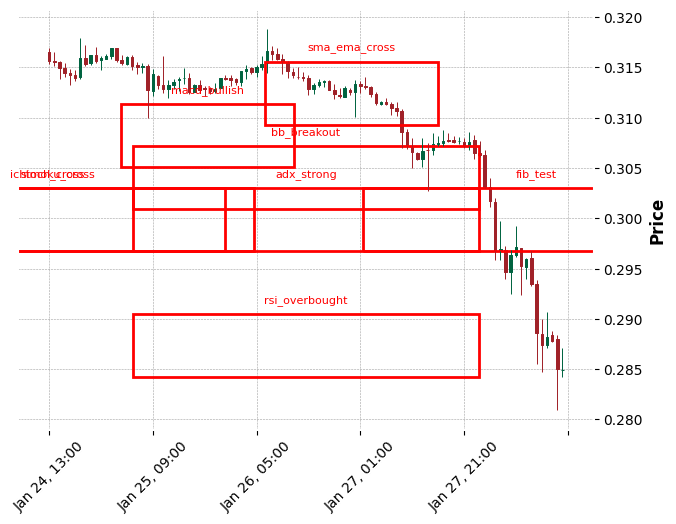 0.320
sma_ema_cross
0.315
0.310
bb_breakout
0.305
adx_strong
fib_test
0.300
Price
0.295
rsi_overbought
0.290
0.285
0.280
Jan 24, 13:00
Jan 25, 09:00
Jan 26, 05:00
Jan 27, 01:00
Jan 27, 21:00